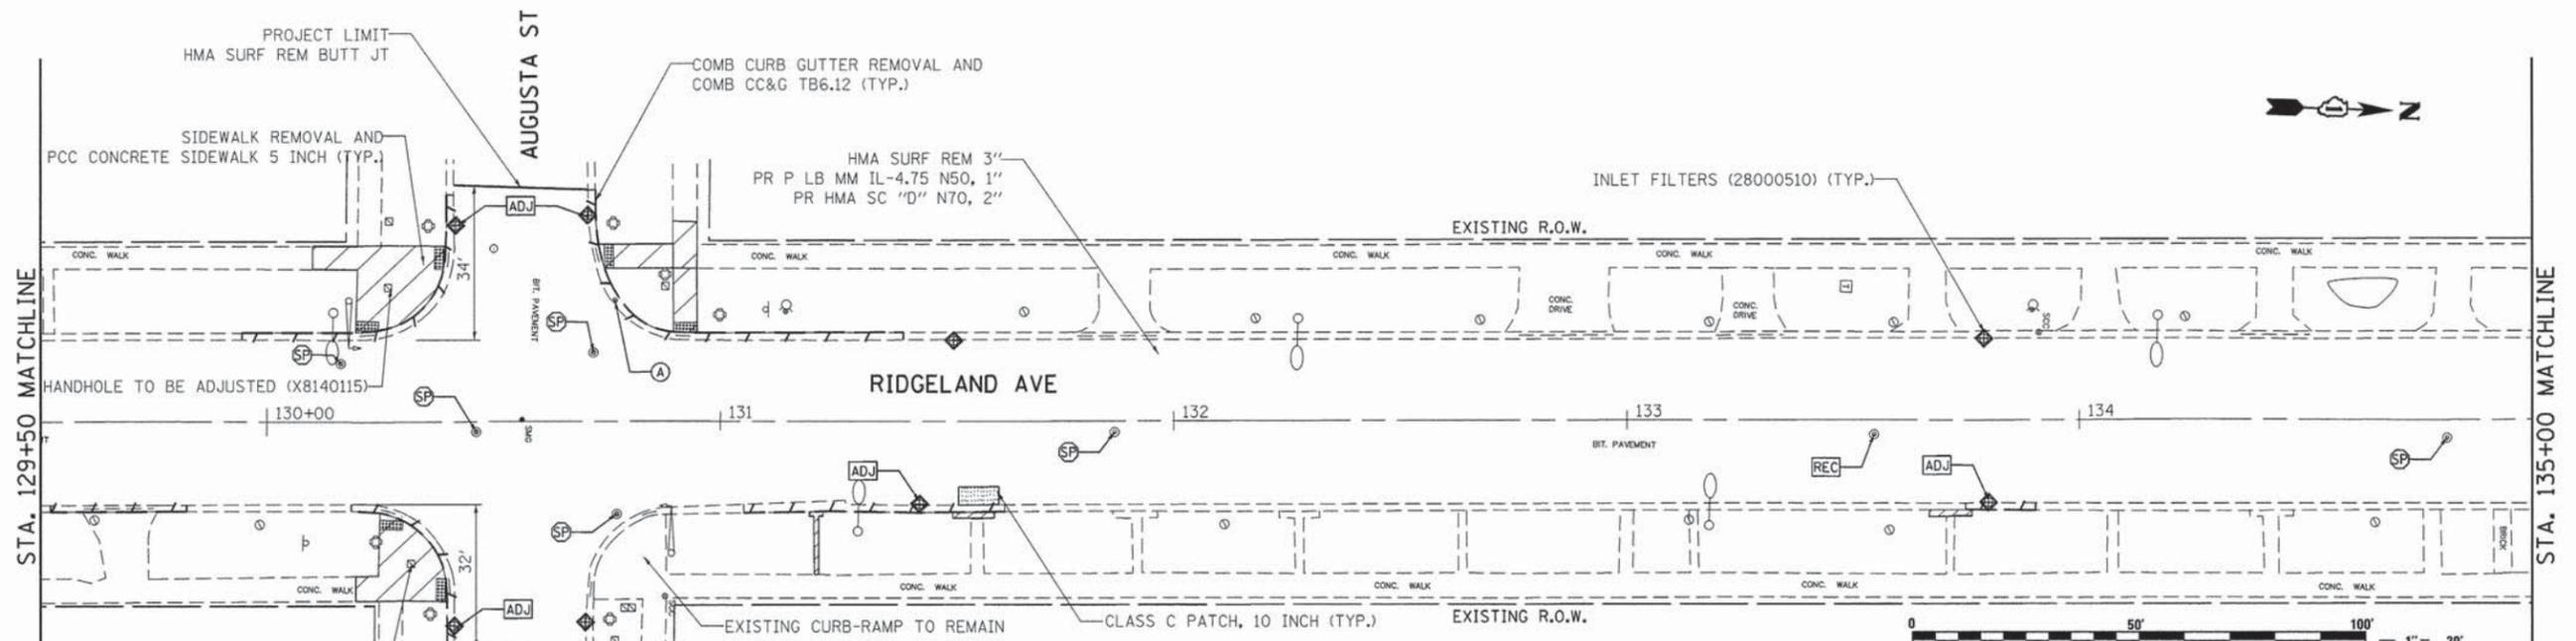 PROJECT LIMIT
HMA SURF REM BUTT JT
AUGUSTA ST
COMB CURB GUTTER REMOVAL AND
COMB CC&G TB6.12 (TYP.)
N
SIDEWALK REMOVAL AND
PCC CONCRETE SIDEWALK 5 INCH (TYP.)
HMA SURF REM 3"
PR P LB MM IL-4.75 N50, 1"
PR HMA SC "D" N70, 2"
INLET FILTERS (28000510) (TYP.)
ADJ
EXISTING R.O.W.
CONC. WALK
CONC. WALK
CONC. WALK
CONC. WALK
CONC. WALK
34'
BIT. PAVEMENT
CONC. DRIVE
CONC. DRIVE
T
SP
SP
A
HANDHOLE TO BE ADJUSTED (X8140115)
RIDGELAND AVE
STA. 129+50 MATCHLINE
STA. 135+00 MATCHLINE
SP
130+00
131
132
133
134
SMG
BIT. PAVEMENT
SP
SP
ADJ
REC
ADJ
SP
32'
BRICK
CONC. WALK
CONC. WALK
CONC. WALK
CONC. WALK
CONC. WALK
ADJ
EXISTING CURB-RAMP TO REMAIN
CLASS C PATCH, 10 INCH (TYP.)
EXISTING R.O.W.
0
50'
100'